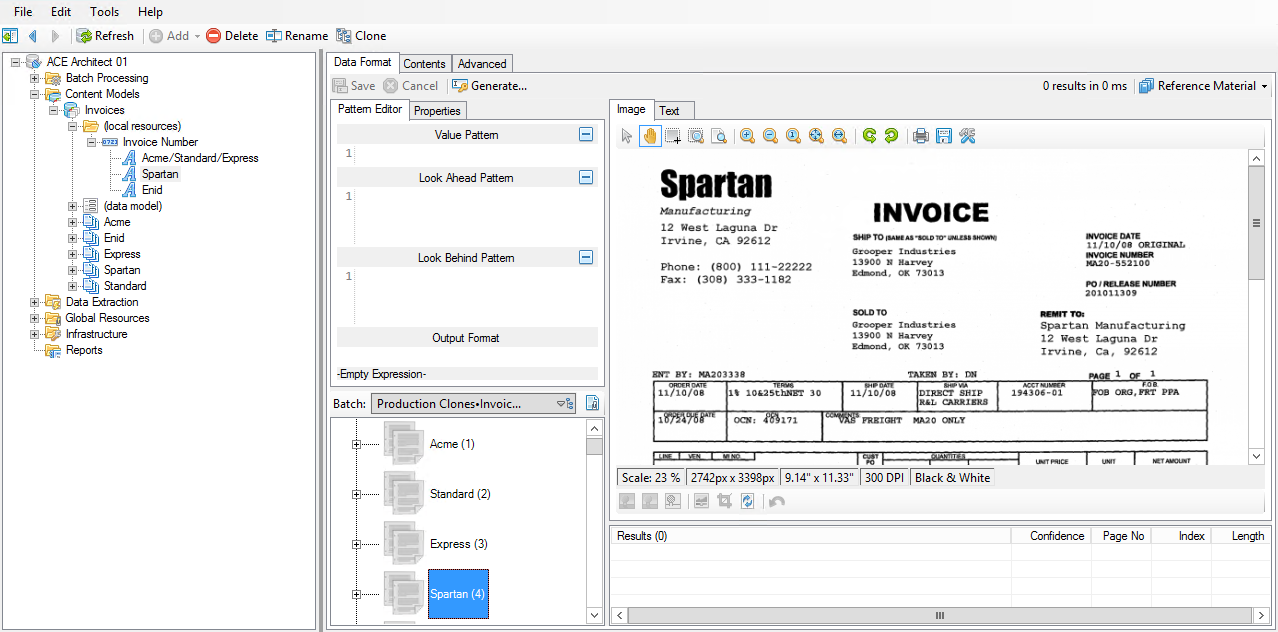 File Edit Tools Help
Refresh Add Delete Rename Clone
ACE Architect 01
Batch Processing
Content Models
Invoices
(local resources)
Invoice Number
Acme/Standard/Express
Spartan
Enid
(data model)
Acme
Enid
Express
Spartan
Standard
Data Extraction
Global Resources
Infrastructure
Reports
Data Format Contents Advanced
Save Cancel Generate... 0 results in 0 ms Reference Material
Pattern Editor Properties
Value Pattern
1
Look Ahead Pattern
1
Look Behind Pattern
1
Output Format
-Empty Expression-
Batch: Production Clones•Invoic...
Acme (1)
Standard (2)
Express (3)
Spartan (4)
Image Text
Spartan
Manufacturing
12 West Laguna Dr
Irvine, CA 92612
Phone: (800) 111-22222
Fax: (308) 333-1182
INVOICE
SHIP TO (SAME AS "SOLD TO" UNLESS SHOWN)
Grooper Industries
13900 N Harvey
Edmond, OK 73013
INVOICE DATE
11/10/08 ORIGINAL
INVOICE NUMBER
MA20-552100
PO / RELEASE NUMBER
201011309
SOLD TO
Grooper Industries
13900 N Harvey
Edmond, OK 73013
REMIT TO:
Spartan Manufacturing
12 West Laguna Dr
Irvine, Ca, 92612
ENT BY: MA203338 TAKEN BY: DN PAGE 1 OF 1
ORDER DATE TERMS SHIP DATE SHIP VIA ACCT NUMBER F.O.B.
11/10/08 1% 10&25thNET 30 11/10/08 DIRECT SHIP 194306-01 FOB ORG,FRT PPA
R&L CARRIERS
ORDER DUE DATE OCN COMMENTS
10/24/08 OCN: 409171 VAS FREIGHT MA20 ONLY
LINE VEN. MI NO. CUST PO QUANTITIES UNIT PRICE UNIT NET AMOUNT
Scale: 23 % 2742px x 3398px 9.14" x 11.33" 300 DPI Black & White
Results (0) Confidence Page No Index Length